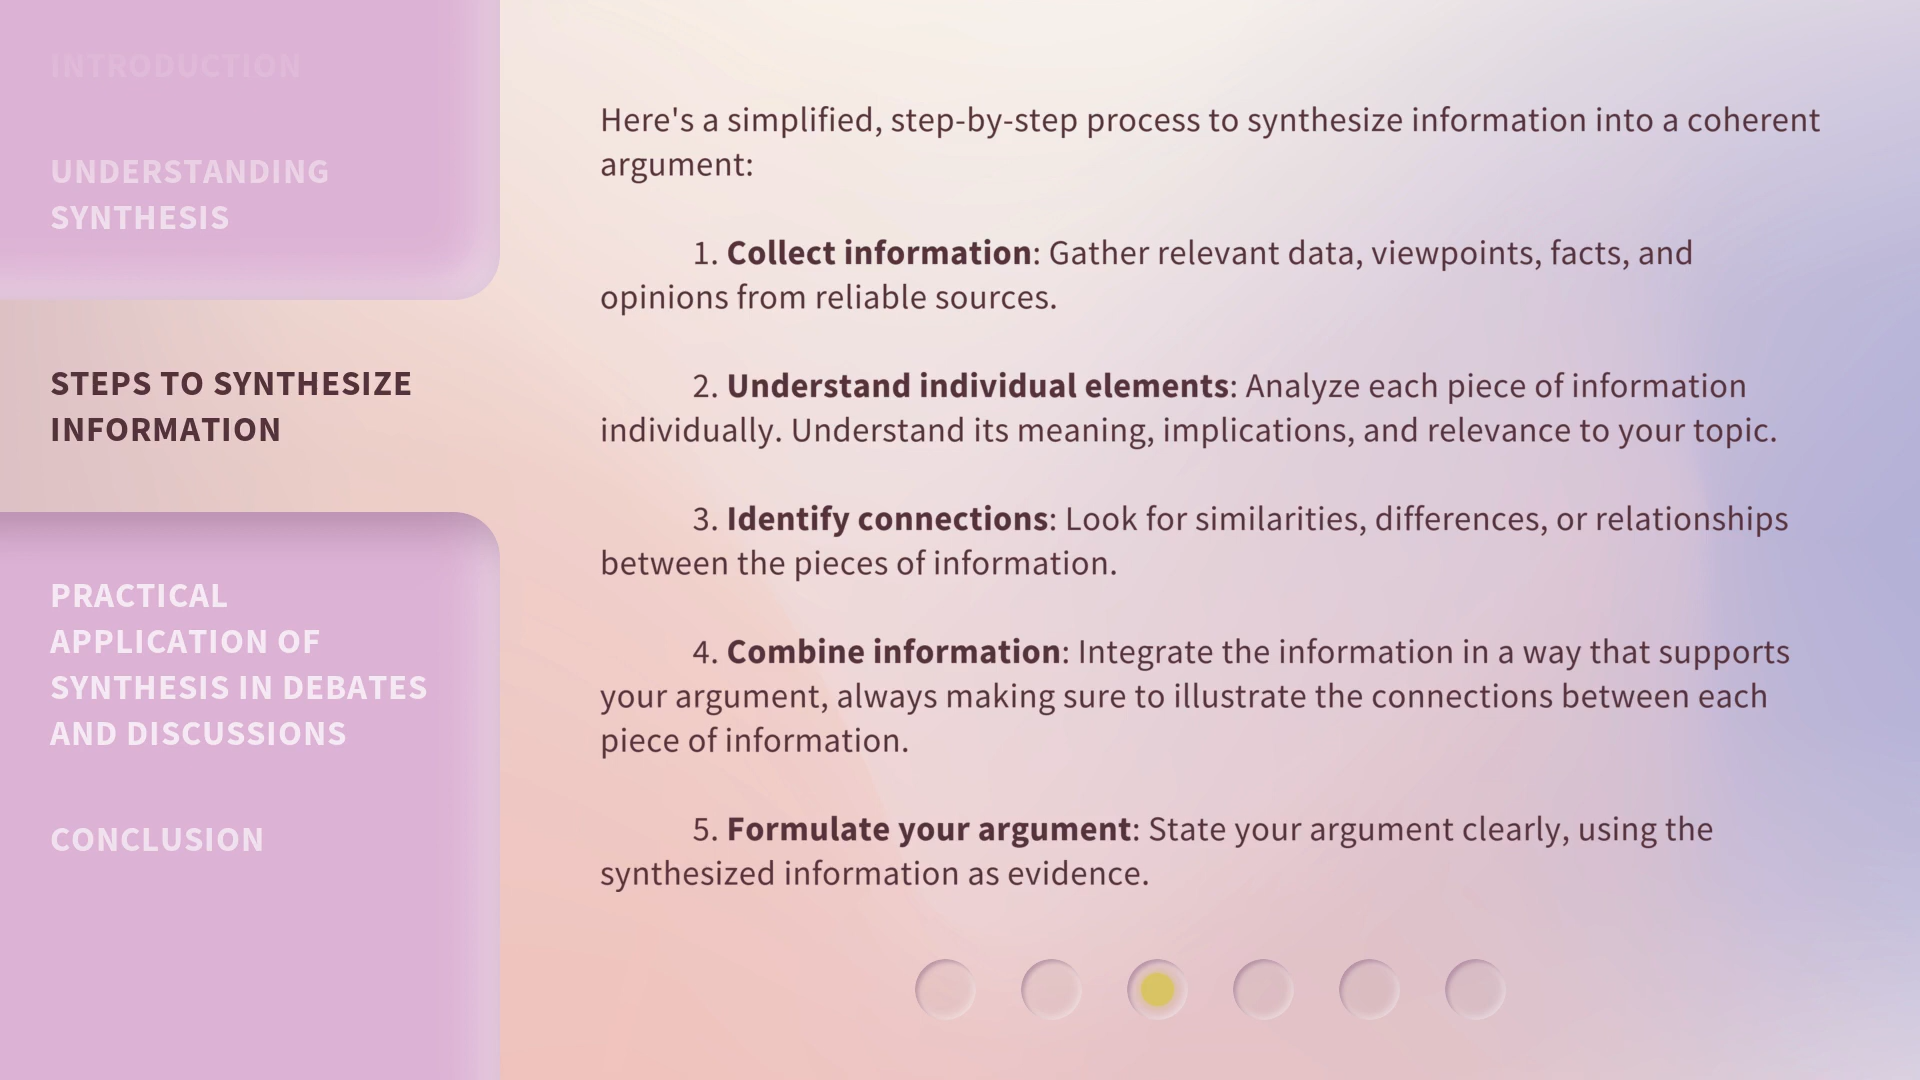 INTRODUCTION
UNDERSTANDING
SYNTHESIS
STEPS TO SYNTHESIZE
INFORMATION
PRACTICAL
APPLICATION OF
SYNTHESIS IN DEBATES
AND DISCUSSIONS
CONCLUSION
Here's a simplified, step-by-step process to synthesize information into a coherent
argument:
1. Collect information: Gather relevant data, viewpoints, facts, and
opinions from reliable sources.
2. Understand individual elements: Analyze each piece of information
individually. Understand its meaning, implications, and relevance to your topic.
3. Identify connections: Look for similarities, differences, or relationships
between the pieces of information.
4. Combine information: Integrate the information in a way that supports
your argument, always making sure to illustrate the connections between each
piece of information.
5. Formulate your argument: State your argument clearly, using the
synthesized information as evidence.